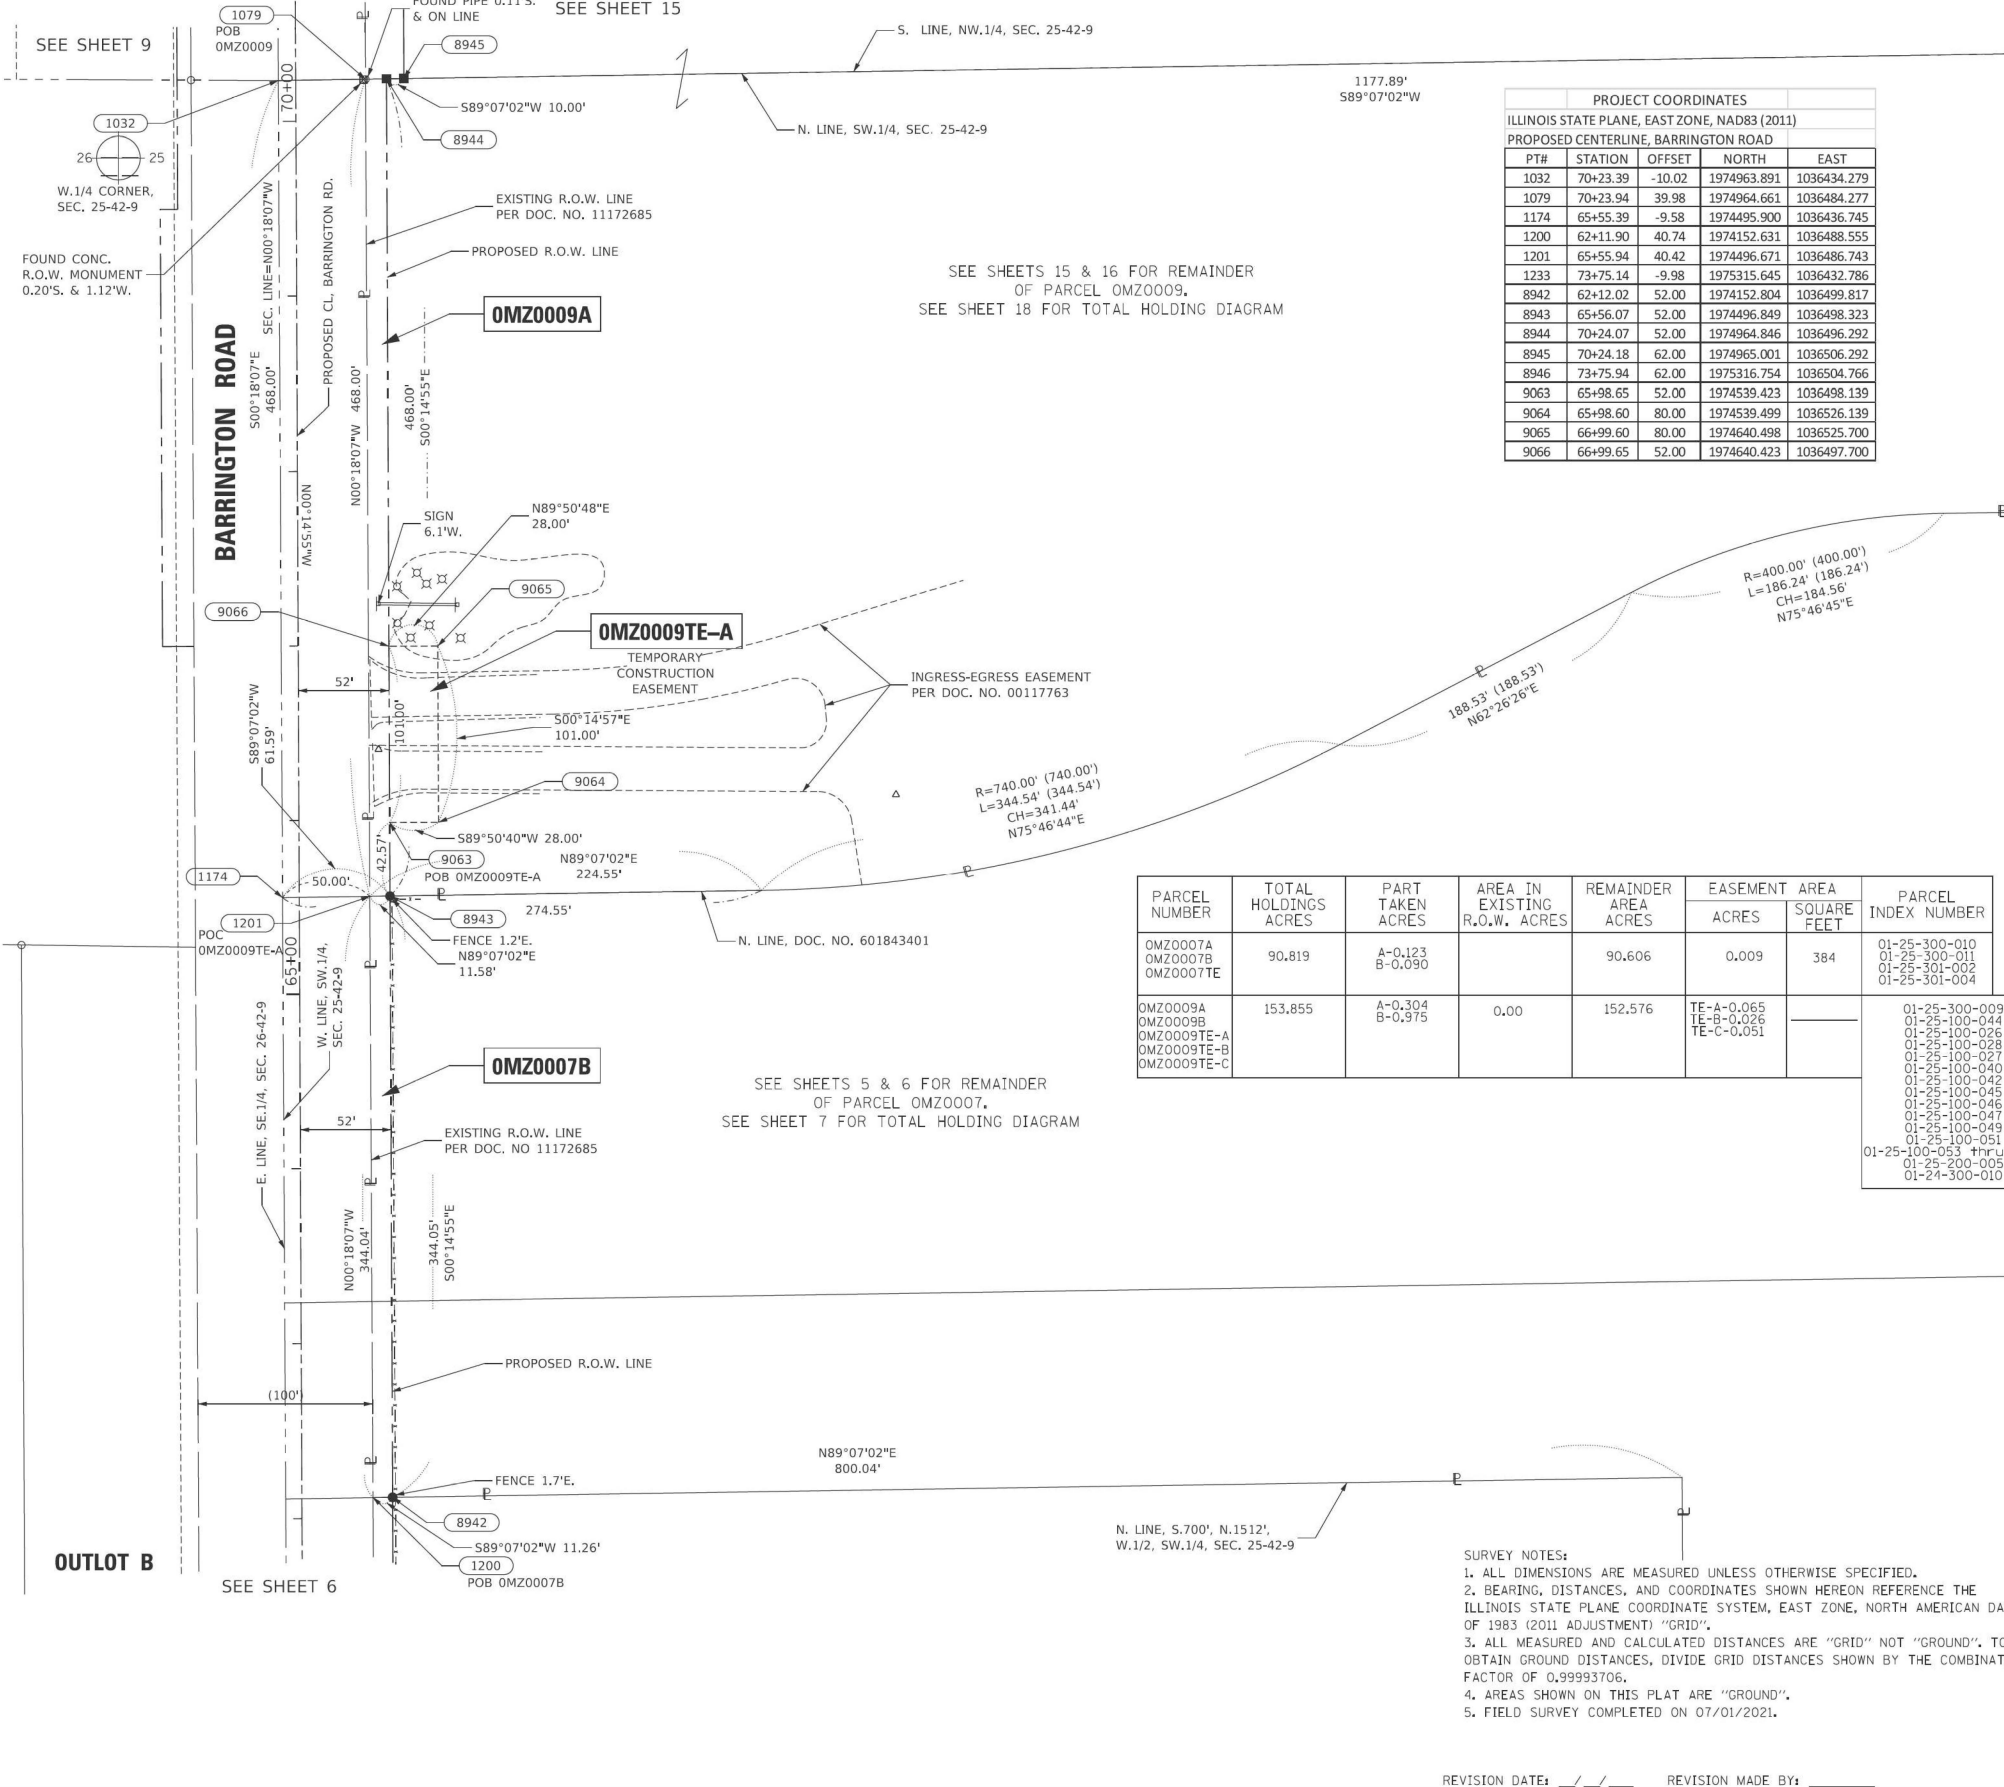 FOUND PIPE 0.11'S.
& ON LINE
SEE SHEET 15
1079
POB
0MZ0009
SEE SHEET 9
8945
S. LINE, NW.1/4, SEC. 25-42-9
70+00
S89°07'02"W 10.00'
1177.89'
S89°07'02"W
1032
8944
N. LINE, SW.1/4, SEC. 25-42-9
26
25
W.1/4 CORNER,
SEC. 25-42-9
SEC. LINE=N00°18'07"W
PROPOSED CL, BARRINGTON RD.
EXISTING R.O.W. LINE
PER DOC. NO. 11172685
PROPOSED R.O.W. LINE
FOUND CONC.
R.O.W. MONUMENT
0.20'S. & 1.12'W.
0MZ0009A
SEE SHEETS 15 & 16 FOR REMAINDER
OF PARCEL 0MZ0009.
SEE SHEET 18 FOR TOTAL HOLDING DIAGRAM
BARRINGTON ROAD
S00°18'07"E
468.00'
N00°18'07"W 468.00'
468.00'
S00°14'55"E
N00°14'55"W
PROJECT COORDINATES
ILLINOIS STATE PLANE, EAST ZONE, NAD83 (2011)
PROPOSED CENTERLINE, BARRINGTON ROAD
PT# STATION OFFSET NORTH EAST
1032 70+23.39 -10.02 1974963.891 1036434.279
1079 70+23.94 39.98 1974964.661 1036484.277
1174 65+55.39 -9.58 1974495.900 1036436.745
1200 62+11.90 40.74 1974152.631 1036488.555
1201 65+55.94 40.42 1974496.671 1036486.743
1233 73+75.14 -9.98 1975315.645 1036432.786
8942 62+12.02 52.00 1974152.804 1036499.817
8943 65+56.07 52.00 1974496.849 1036498.323
8944 70+24.07 52.00 1974964.846 1036496.292
8945 70+24.18 62.00 1974965.001 1036506.292
8946 73+75.94 62.00 1975316.754 1036504.766
9063 65+98.65 52.00 1974539.423 1036498.139
9064 65+98.60 80.00 1974539.499 1036526.139
9065 66+99.60 80.00 1974640.498 1036525.700
9066 66+99.65 52.00 1974640.423 1036497.700
SIGN
6.1'W.
N89°50'48"E
28.00'
9065
9066
0MZ0009TE–A
TEMPORARY
CONSTRUCTION
EASEMENT
52'
101.00'
S00°14'57"E
101.00'
INGRESS-EGRESS EASEMENT
PER DOC. NO. 00117763
R=400.00' (400.00')
L=186.24' (186.24')
CH=184.56'
N75°46'45"E
188.53' (188.53')
N62°26'26"E
R=740.00' (740.00')
L=344.54' (344.54')
CH=341.44'
N75°46'44"E
S89°07'02"W
61.59'
9064
S89°50'40"W 28.00'
42.57'
9063
POB 0MZ0009TE-A
N89°07'02"E
224.55'
1174
50.00'
1201
POC
0MZ0009TE-A
8943
274.55'
FENCE 1.2'E.
N89°07'02"E
11.58'
N. LINE, DOC. NO. 601843401
65+00
E. LINE, SE.1/4, SEC. 26-42-9
W. LINE, SW.1/4,
SEC. 25-42-9
PARCEL NUMBER TOTAL HOLDINGS ACRES PART TAKEN ACRES AREA IN EXISTING R.O.W. ACRES REMAINDER AREA ACRES EASEMENT AREA PARCEL INDEX NUMBER
ACRES SQUARE FEET
0MZ0007A
0MZ0007B
0MZ0007TE
90.819
A-0.123
B-0.090
90.606
0.009
384
01-25-300-010
01-25-300-011
01-25-301-002
01-25-301-004
0MZ0009A
0MZ0009B
0MZ0009TE-A
0MZ0009TE-B
0MZ0009TE-C
153.855
A-0.304
B-0.975
0.00
152.576
TE-A-0.065
TE-B-0.026
TE-C-0.051
01-25-300-009
01-25-100-044
01-25-100-026
01-25-100-028
01-25-100-027
01-25-100-040
01-25-100-042
01-25-100-045
01-25-100-046
01-25-100-047
01-25-100-049
01-25-100-051
01-25-100-053 thru
01-25-200-005
01-24-300-010
0MZ0007B
SEE SHEETS 5 & 6 FOR REMAINDER
OF PARCEL 0MZ0007.
SEE SHEET 7 FOR TOTAL HOLDING DIAGRAM
52'
EXISTING R.O.W. LINE
PER DOC. NO 11172685
N00°18'07"W
344.04'
344.05'
S00°14'55"E
PROPOSED R.O.W. LINE
(100')
N89°07'02"E
800.04'
FENCE 1.7'E.
8942
S89°07'02"W 11.26'
1200
POB 0MZ0007B
N. LINE, S.700', N.1512',
W.1/2, SW.1/4, SEC. 25-42-9
OUTLOT B
SEE SHEET 6
SURVEY NOTES:
1. ALL DIMENSIONS ARE MEASURED UNLESS OTHERWISE SPECIFIED.
2. BEARING, DISTANCES, AND COORDINATES SHOWN HEREON REFERENCE THE
ILLINOIS STATE PLANE COORDINATE SYSTEM, EAST ZONE, NORTH AMERICAN DA
OF 1983 (2011 ADJUSTMENT) "GRID".
3. ALL MEASURED AND CALCULATED DISTANCES ARE "GRID" NOT "GROUND". TO
OBTAIN GROUND DISTANCES, DIVIDE GRID DISTANCES SHOWN BY THE COMBINAT
FACTOR OF 0.99993706.
4. AREAS SHOWN ON THIS PLAT ARE "GROUND".
5. FIELD SURVEY COMPLETED ON 07/01/2021.
REVISION DATE: __/__/___ REVISION MADE BY: ________